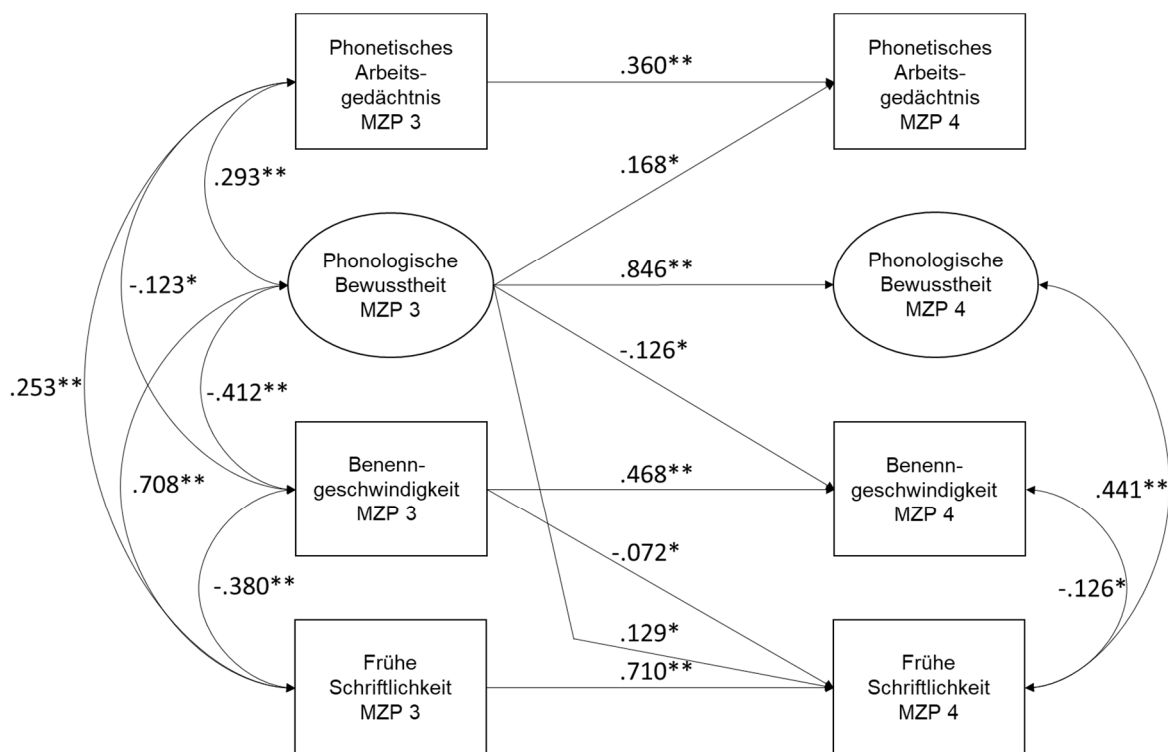 Phonetisches
Arbeits-
gedächtnis
MZP 3
Phonetisches
Arbeits-
gedächtnis
MZP 4
.360**
.168*
.293**
Phonologische
Bewusstheit
MZP 3
Phonologische
Bewusstheit
MZP 4
.846**
-.123*
-.126*
.253**
-.412**
Benenn-
geschwindigkeit
MZP 3
Benenn-
geschwindigkeit
MZP 4
.468**
.708**
.441**
-.072*
-.380**
-.126*
.129*
.710**
Frühe
Schriftlichkeit
MZP 3
Frühe
Schriftlichkeit
MZP 4